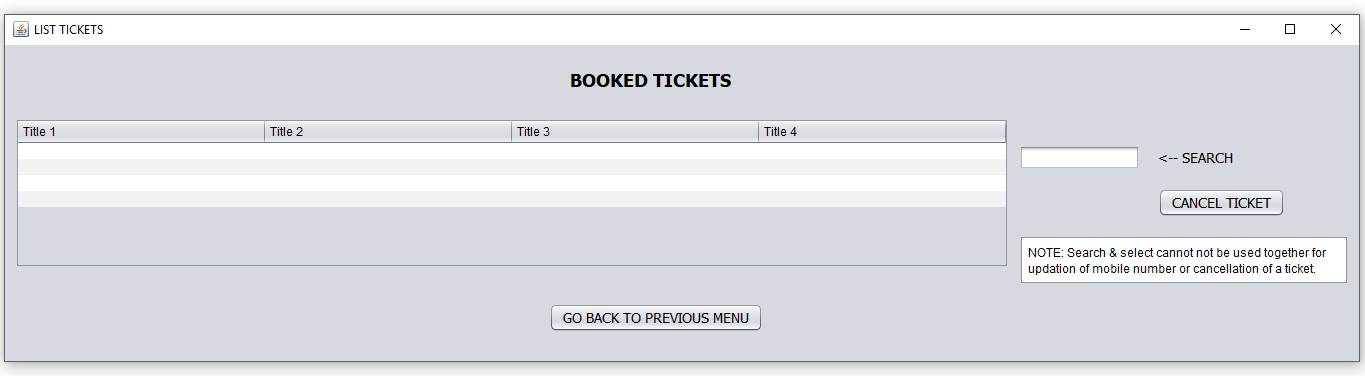 LIST TICKETS
BOOKED TICKETS
Title 1 Title 2 Title 3 Title 4
<-- SEARCH
CANCEL TICKET
NOTE: Search & select cannot not be used together for
updation of mobile number or cancellation of a ticket.
GO BACK TO PREVIOUS MENU